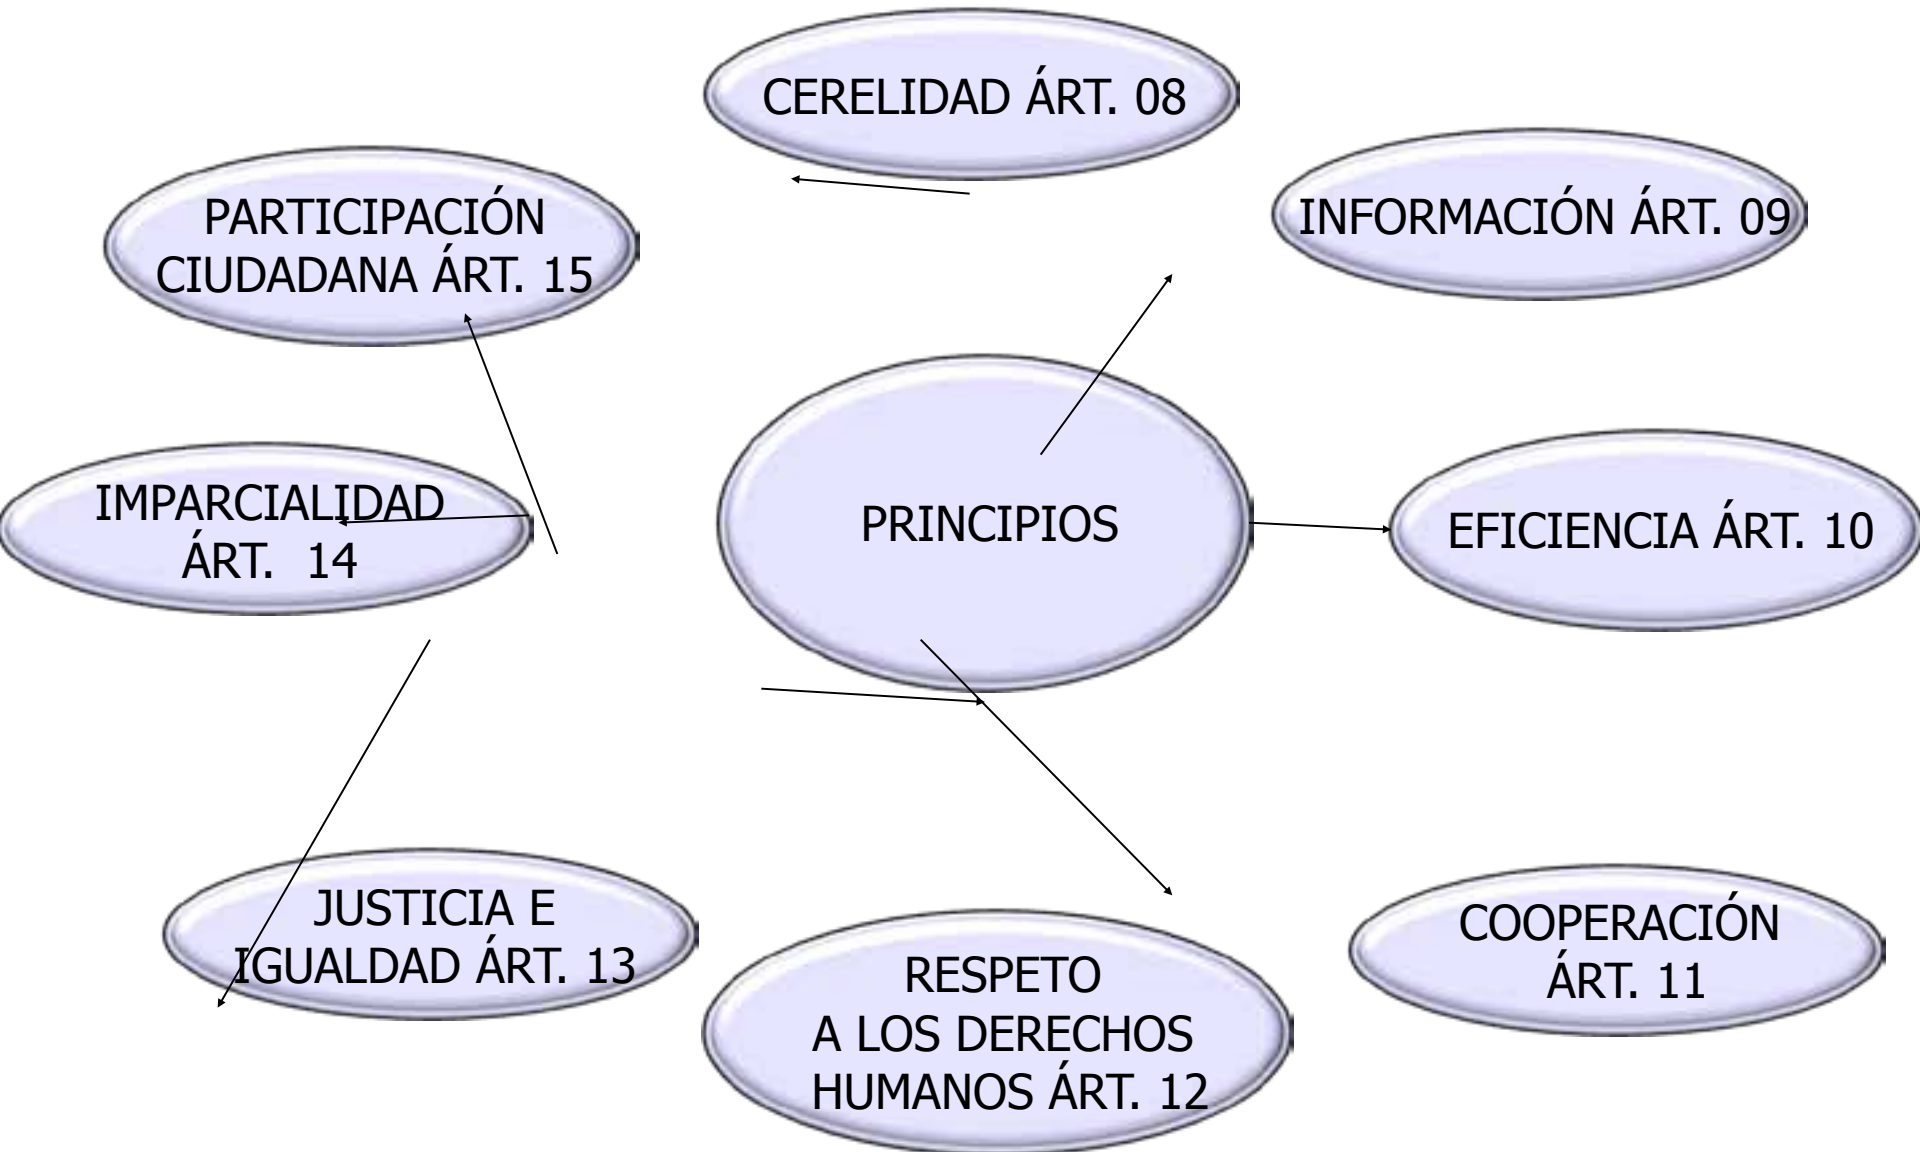 CERELIDAD ÁRT. 08
PARTICIPACIÓN
CIUDADANA ÁRT. 15
INFORMACIÓN ÁRT. 09
IMPARCIALIDAD
ÁRT. 14
PRINCIPIOS
EFICIENCIA ÁRT. 10
JUSTICIA E
IGUALDAD ÁRT. 13
RESPETO
A LOS DERECHOS
HUMANOS ÁRT. 12
COOPERACIÓN
ÁRT. 11